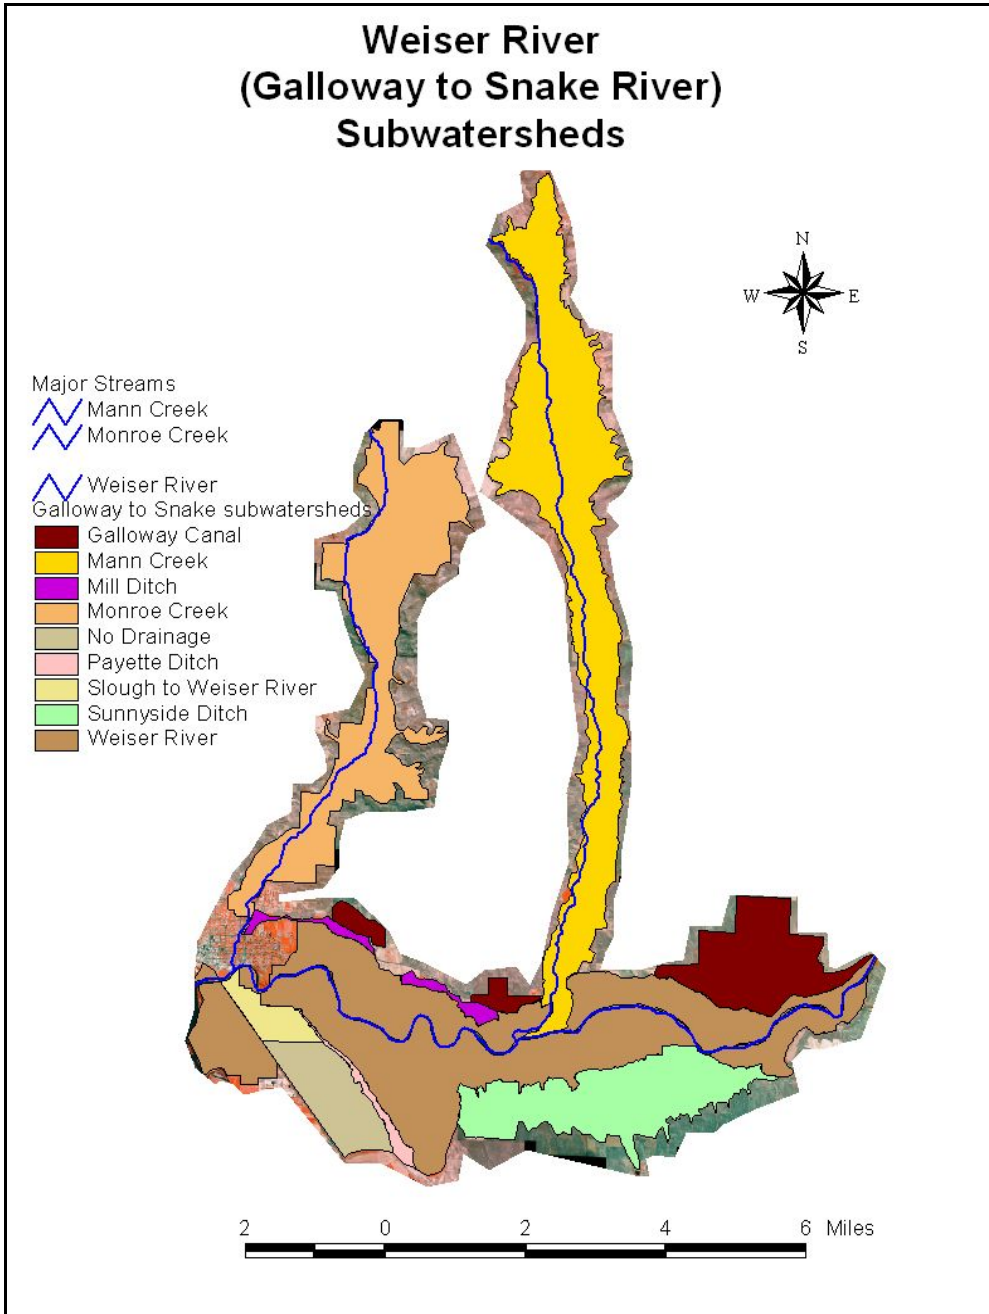 Weiser River
(Galloway to Snake River)
Subwatersheds
N
W
E
S
Major Streams
Mann Creek
Monroe Creek
Weiser River
Galloway to Snake subwatersheds
Galloway Canal
Mann Creek
Mill Ditch
Monroe Creek
No Drainage
Payette Ditch
Slough to Weiser River
Sunnyside Ditch
Weiser River
2 0 2 4 6 Miles